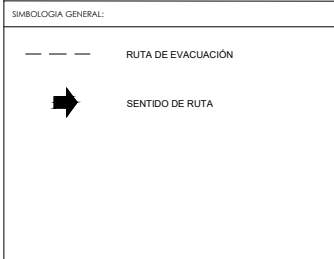 SIMBOLOGIA GENERAL:
RUTA DE EVACUACIÓN
SENTIDO DE RUTA